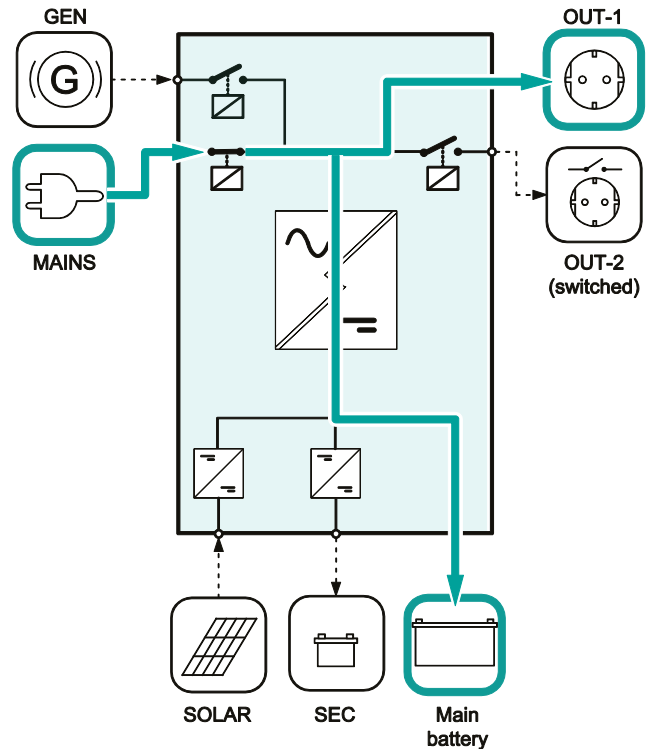 GEN
OUT-1
G
MAINS
OUT-2
(switched)
SOLAR
SEC
Main
battery